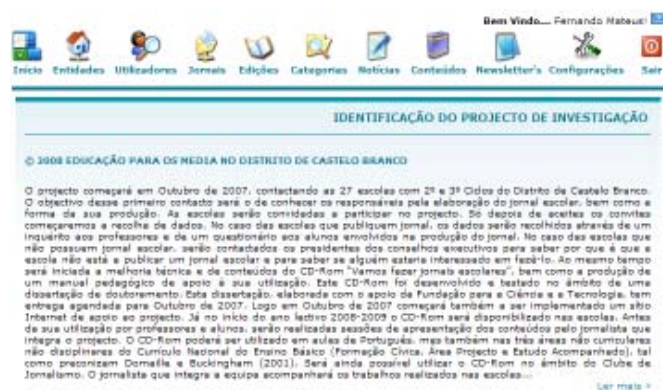 Bem Vindo... Fernando Mateus!
Início Entidades Utilizadores Jornais Edições Categorias Notícias Conteúdos Newsletter's Configurações Sair
IDENTIFICAÇÃO DO PROJECTO DE INVESTIGAÇÃO
© 2008 EDUCAÇÃO PARA OS MEDIA NO DISTRITO DE CASTELO BRANCO
O projecto começará em Outubro de 2007, contactando as 27 escolas com 2º e 3º Ciclos do Distrito de Castelo Branco.
O objectivo desse primeiro contacto será o de conhecer os responsáveis pela elaboração do jornal escolar, bem como a
forma da sua produção. As escolas serão convidadas a participar no projecto. Só depois de aceites os convites
começaremos a recolha de dados. No caso das escolas que publiquem jornal, os dados serão recolhidos através de um
inquérito aos professores e de um questionário aos alunos envolvidos na produção do jornal. No caso das escolas que
não possuem jornal escolar, serão contactados os presidentes dos conselhos executivos para saber por que é que a
escola não está a publicar um jornal escolar e para saber se alguém estaria interessado em fazê-lo. Ao mesmo tempo
será iniciada a melhoria técnica e de conteúdos do CD-Rom "Vamos fazer jornais escolares", bem como a produção de
um manual pedagógico de apoio à sua utilização. Este CD-Rom foi desenvolvido e testado no âmbito de uma
dissertação de doutoramento. Esta dissertação, elaborada com o apoio da Fundação para a Ciência e a Tecnologia, tem
entrega agendada para Outubro de 2007. Logo em Outubro de 2007 começará também a ser implementado um sítio
Internet de apoio ao projecto. Já no início do ano lectivo 2008-2009 o CD-Rom será disponibilizado nas escolas. Antes
da sua utilização por professores e alunos, serão realizadas sessões de apresentação dos conteúdos pelo jornalista que
integra o projecto. O CD-Rom poderá ser utilizado em aulas de Português, mas também nas três áreas não curriculares
não disciplinares do Currículo Nacional do Ensino Básico (Formação Cívica, Área Projecto e Estudo Acompanhado), tal
como preconizam Domaille e Buckingham (2001). Será ainda possível utilizar o CD-Rom no âmbito do Clube de
Jornalismo. O jornalista que integra a equipa acompanhará os trabalhos realizados nas escolas...
Ler mais »